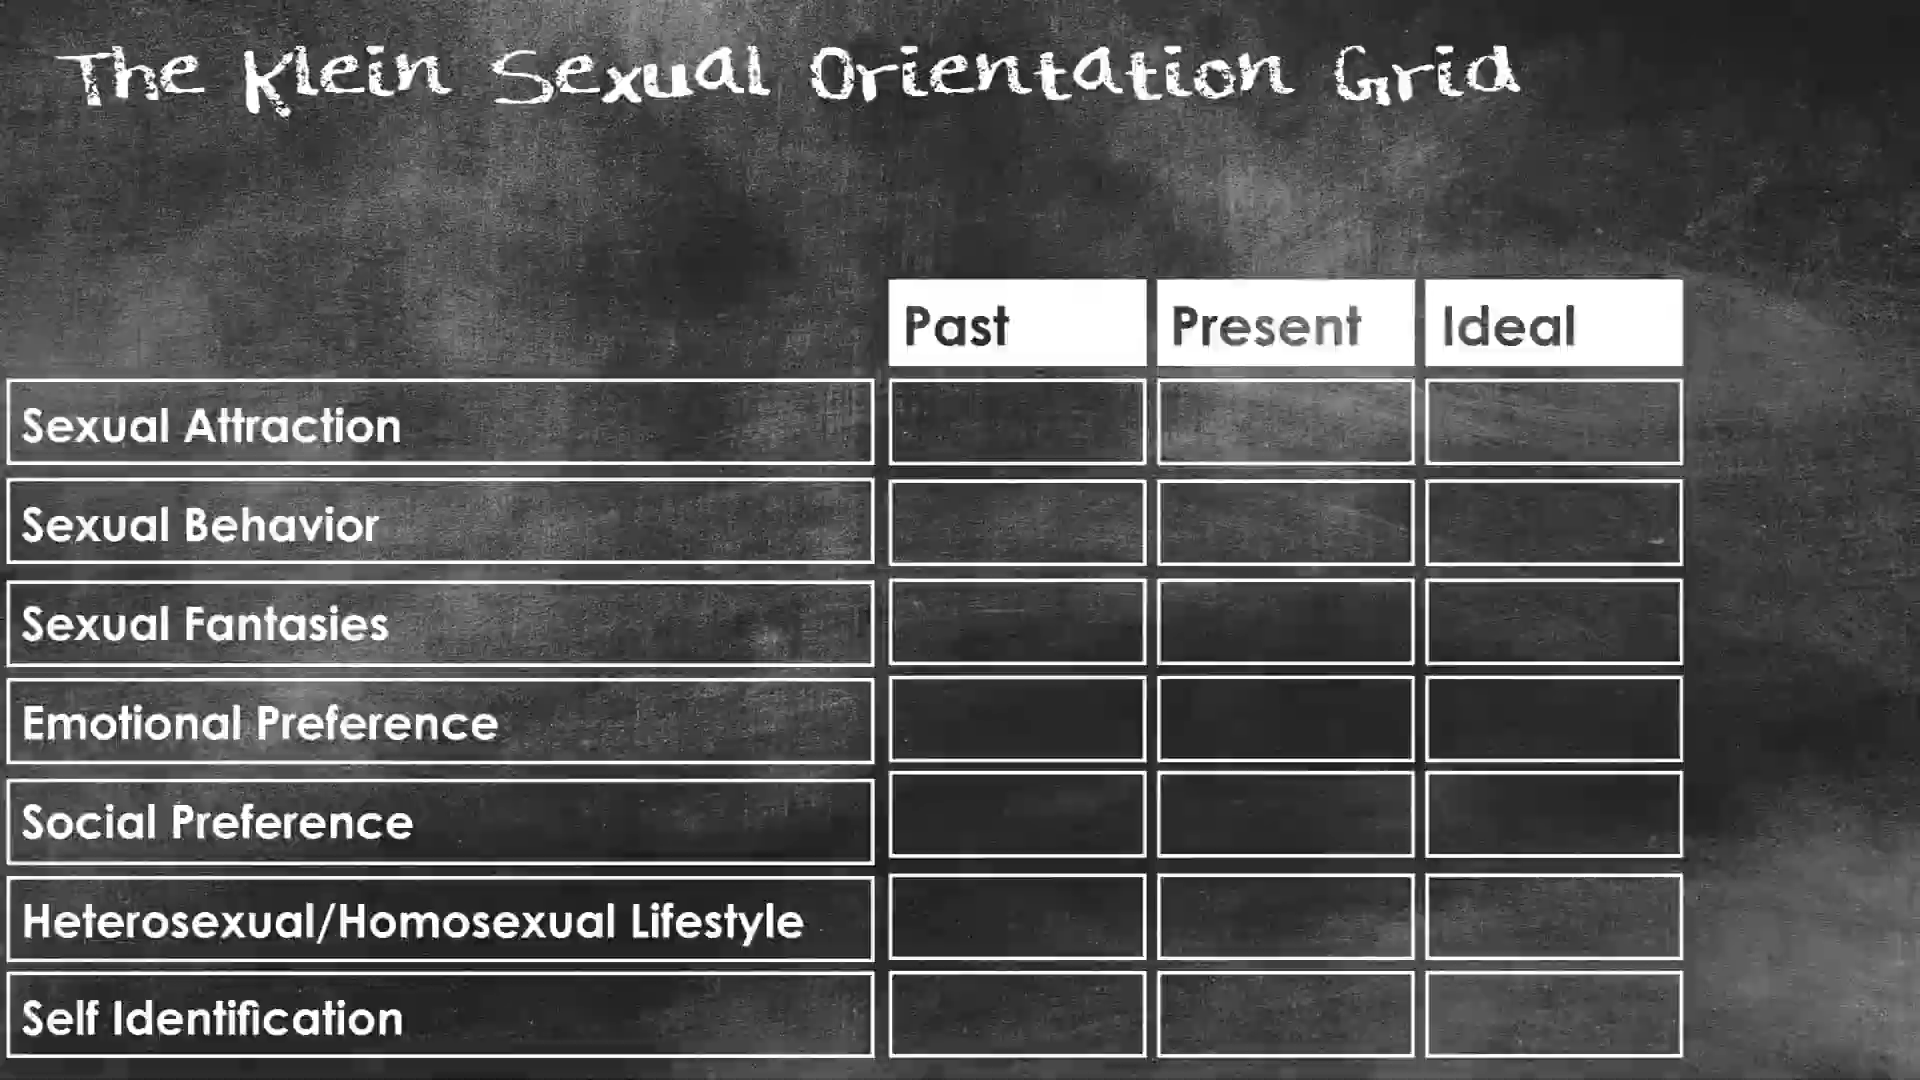 The Klein Sexual Orientation Grid
Past Present Ideal
Sexual Attraction
Sexual Behavior
Sexual Fantasies
Emotional Preference
Social Preference
Heterosexual/Homosexual Lifestyle
Self Identification